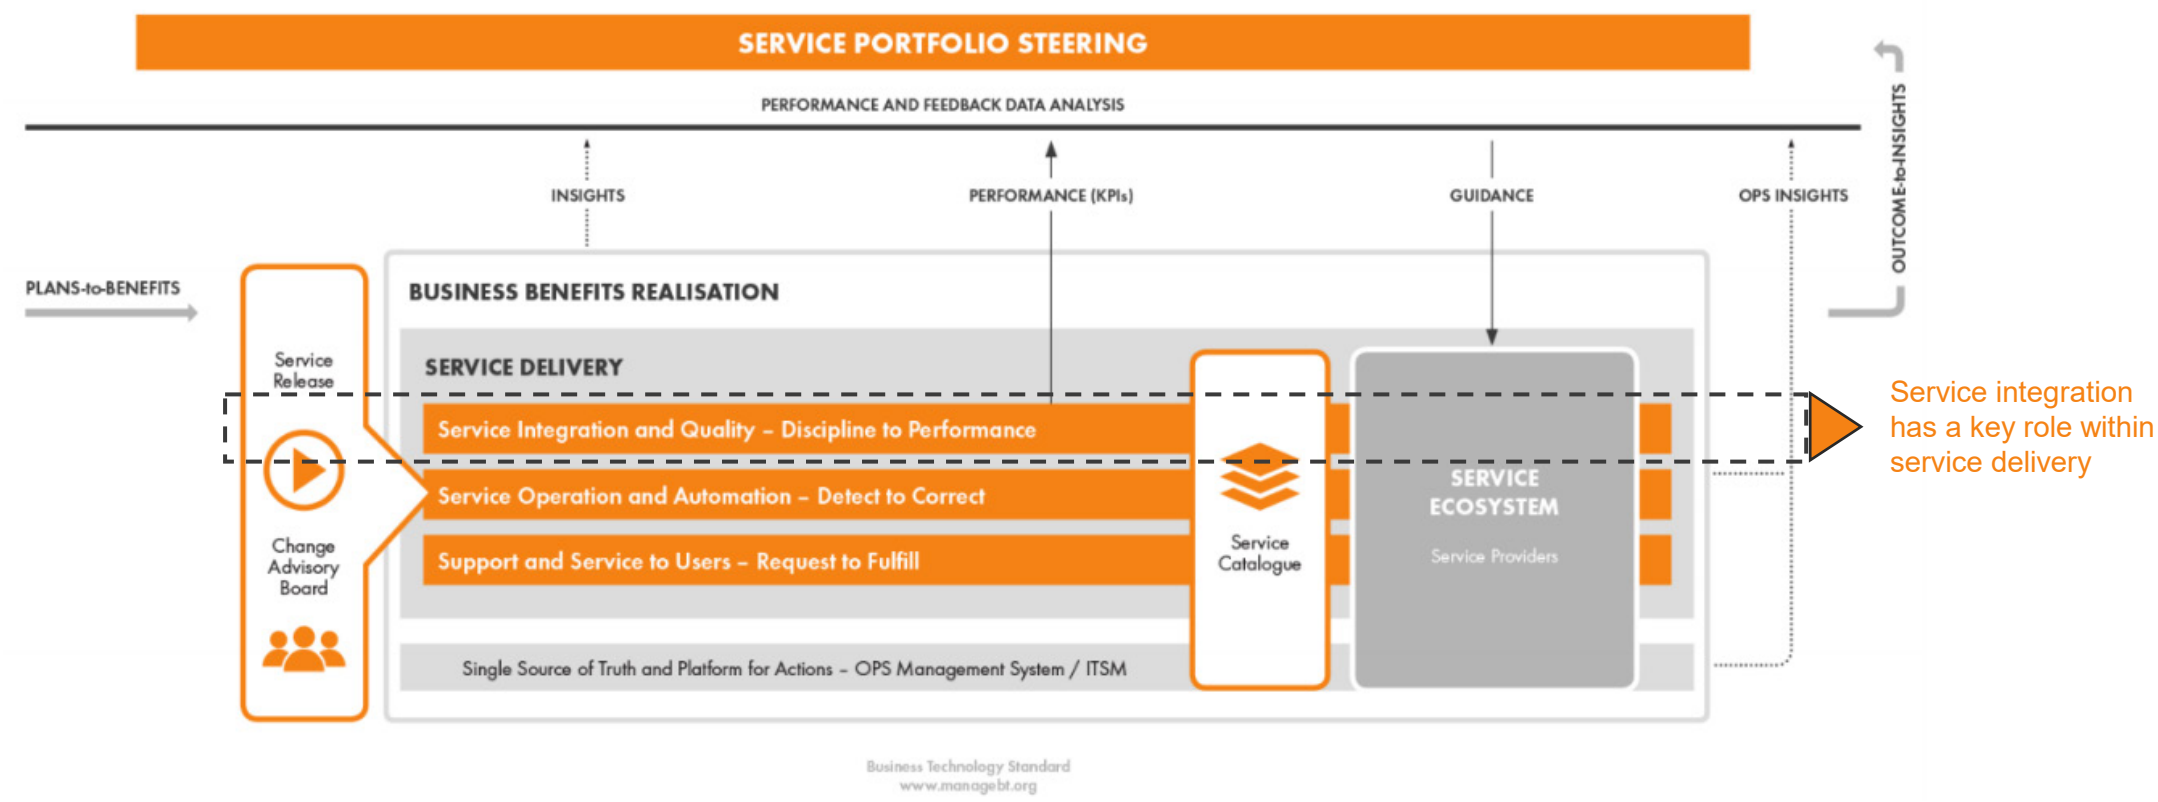 SERVICE PORTFOLIO STEERING
PERFORMANCE AND FEEDBACK DATA ANALYSIS
INSIGHTS
PERFORMANCE (KPIs)
GUIDANCE
OPS INSIGHTS
OUTCOME-to-INSIGHTS
PLANS-to-BENEFITS
BUSINESS BENEFITS REALISATION
Service
Release
Change
Advisory
Board
SERVICE DELIVERY
Service Integration and Quality – Discipline to Performance
Service Operation and Automation – Detect to Correct
Support and Service to Users – Request to Fulfill
Service
Catalogue
SERVICE
ECOSYSTEM
Service Providers
Service integration
has a key role within
service delivery
Single Source of Truth and Platform for Actions – OPS Management System / ITSM
Business Technology Standard
www.managebt.org